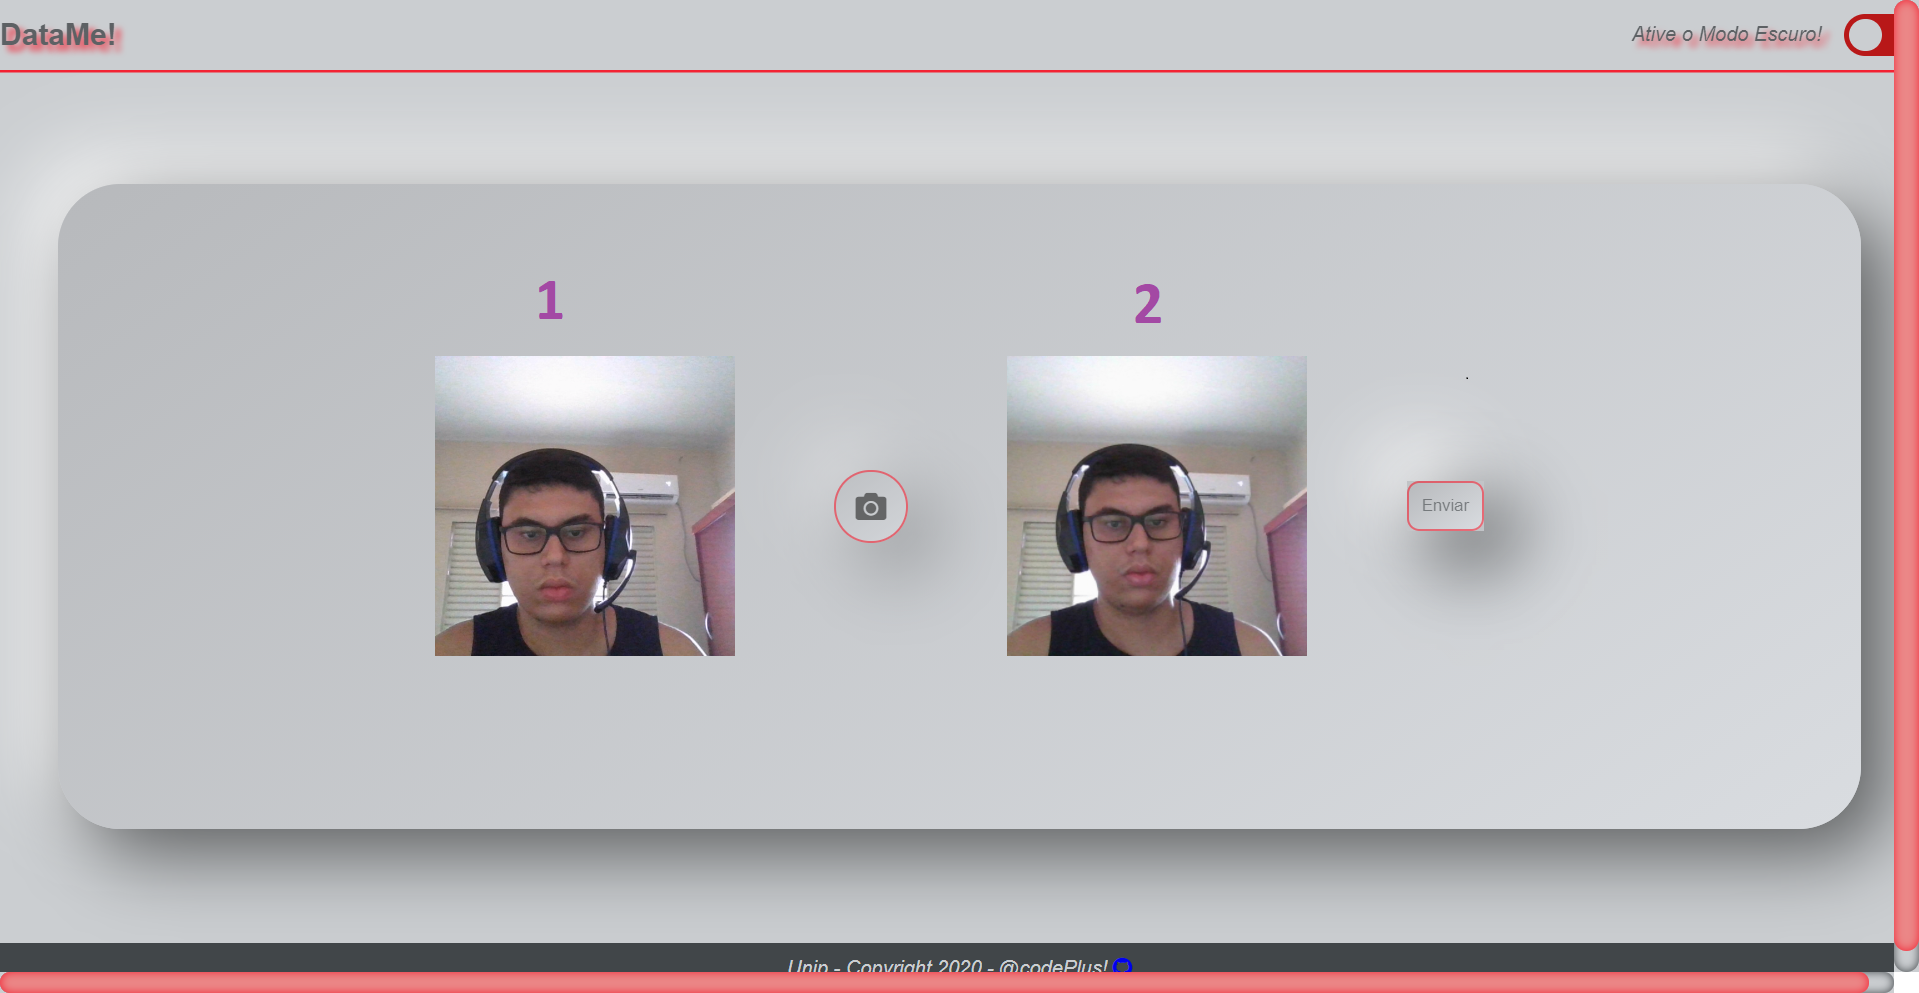 DataMe!
Ative o Modo Escuro!
1
2
Enviar
Unip - Copyright 2020 - @codePlus!